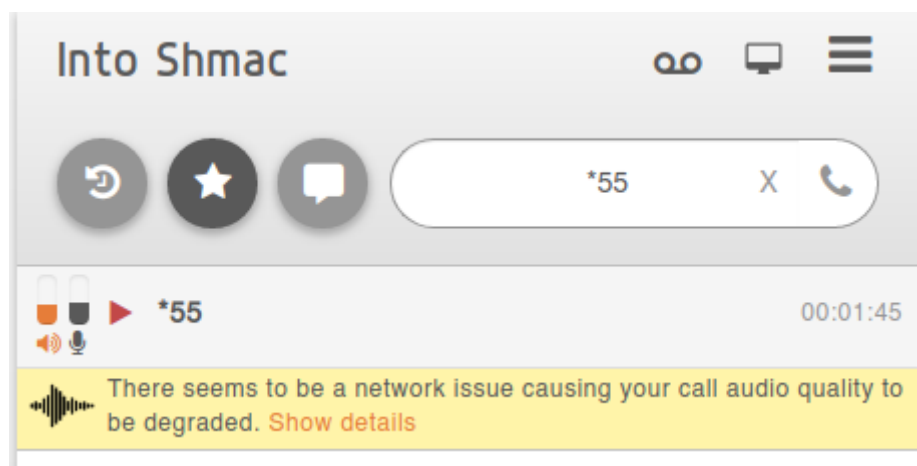 Into Shmac
*55 X
*55 00:01:45
There seems to be a network issue causing your call audio quality to
be degraded. Show details